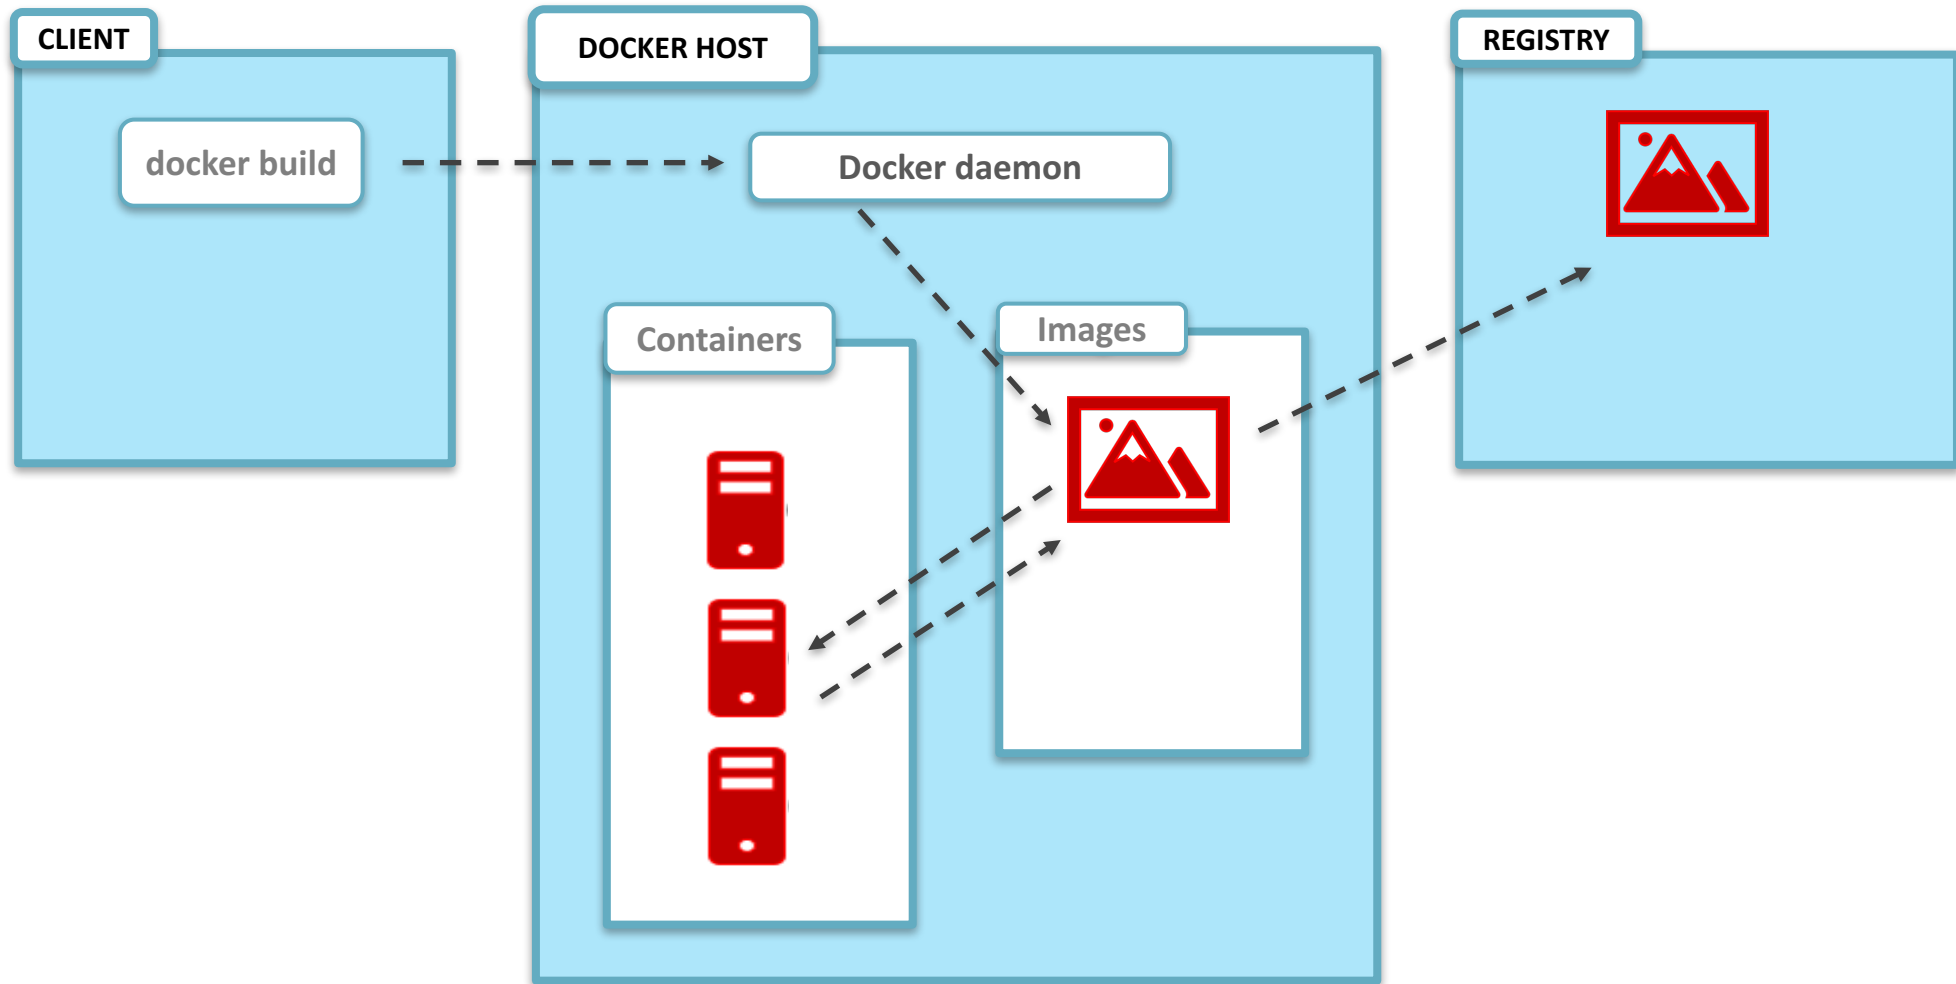 CLIENT
DOCKER HOST
REGISTRY
docker build
Docker daemon
Containers
Images